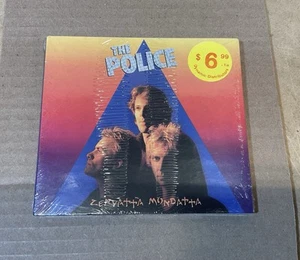 THE
POLICE
$6.99
ZENYATTA MONDATTA